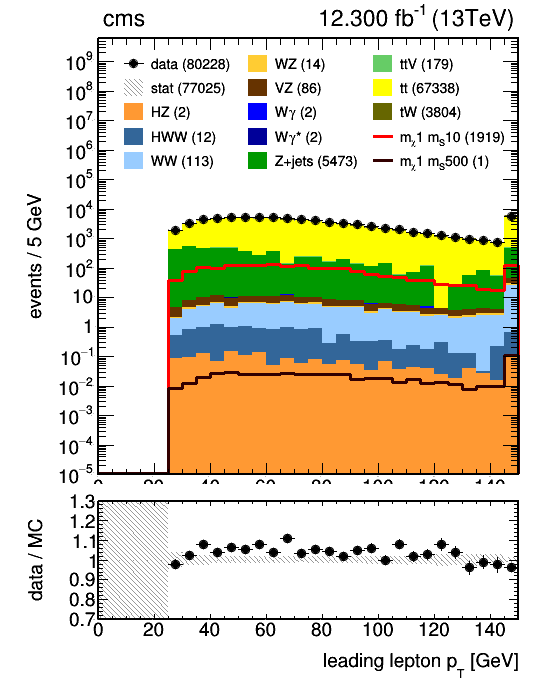 cms 12.300 fb⁻¹ (13TeV)
data (80228) WZ (14) ttV (179)
stat (77025) VZ (86) tt (67338)
HZ (2) Wγ (2) tW (3804)
HWW (12) Wγ* (2) mχ1 mS10 (1919)
WW (113) Z+jets (5473) mχ1 mS500 (1)
events / 5 GeV
10⁹
10⁸
10⁷
10⁶
10⁵
10⁴
10³
10²
10
1
10⁻¹
10⁻²
10⁻³
10⁻⁴
10⁻⁵
0 20 40 60 80 100 120 140
data / MC
1.3
1.2
1.1
1
0.9
0.8
0.7
0 20 40 60 80 100 120 140
leading lepton pT [GeV]